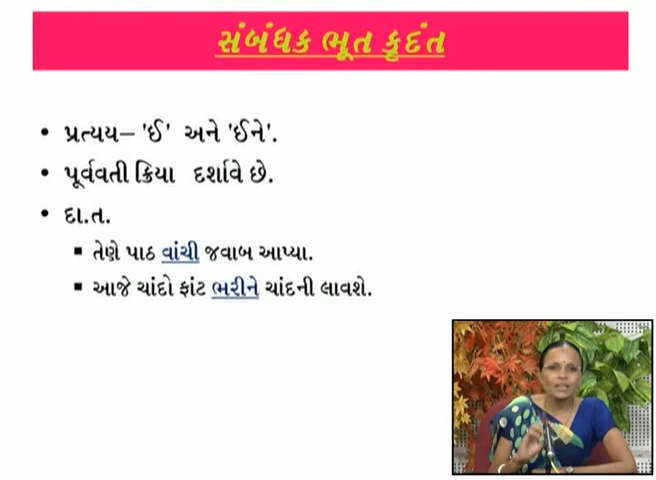 સંબંધક ભૂત કૃદંત
• પ્રત્યય– 'ઈ' અને 'ઈને'.
• પૂર્વવતી ક્રિયા દર્શાવે છે.
• દા.ત.
▪ તેણે પાઠ વાંચી જવાબ આપ્યા.
▪ આજે ચાંદો ફાંટ ભરીને ચાંદની લાવશે.